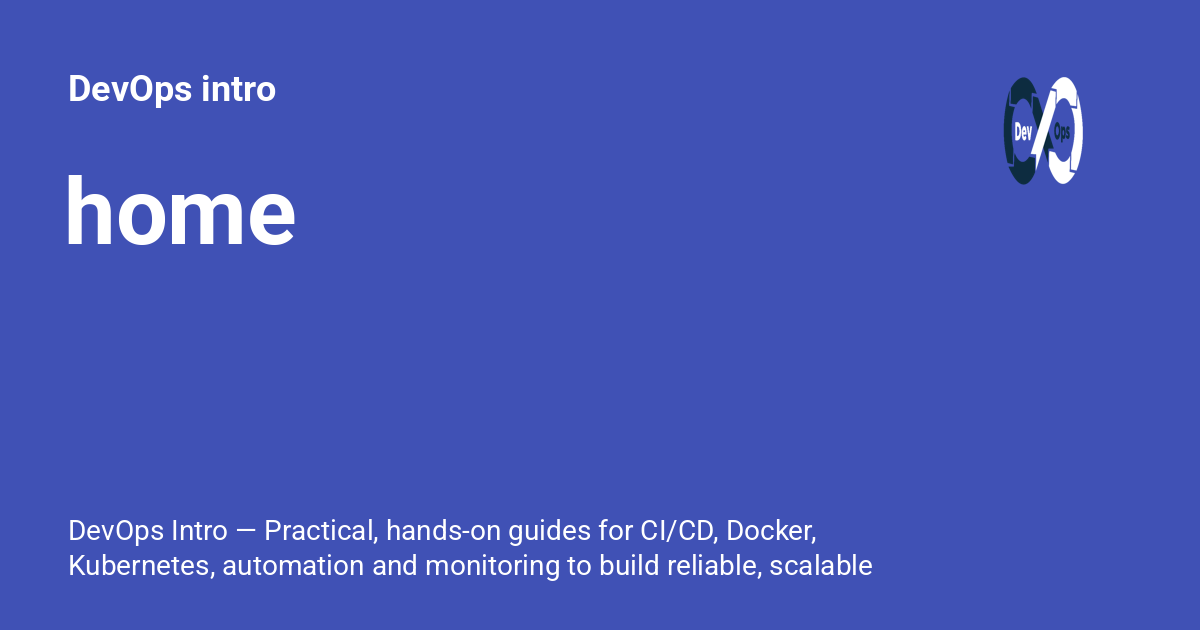 DevOps intro
Dev Ops
home
DevOps Intro — Practical, hands-on guides for CI/CD, Docker,
Kubernetes, automation and monitoring to build reliable, scalable